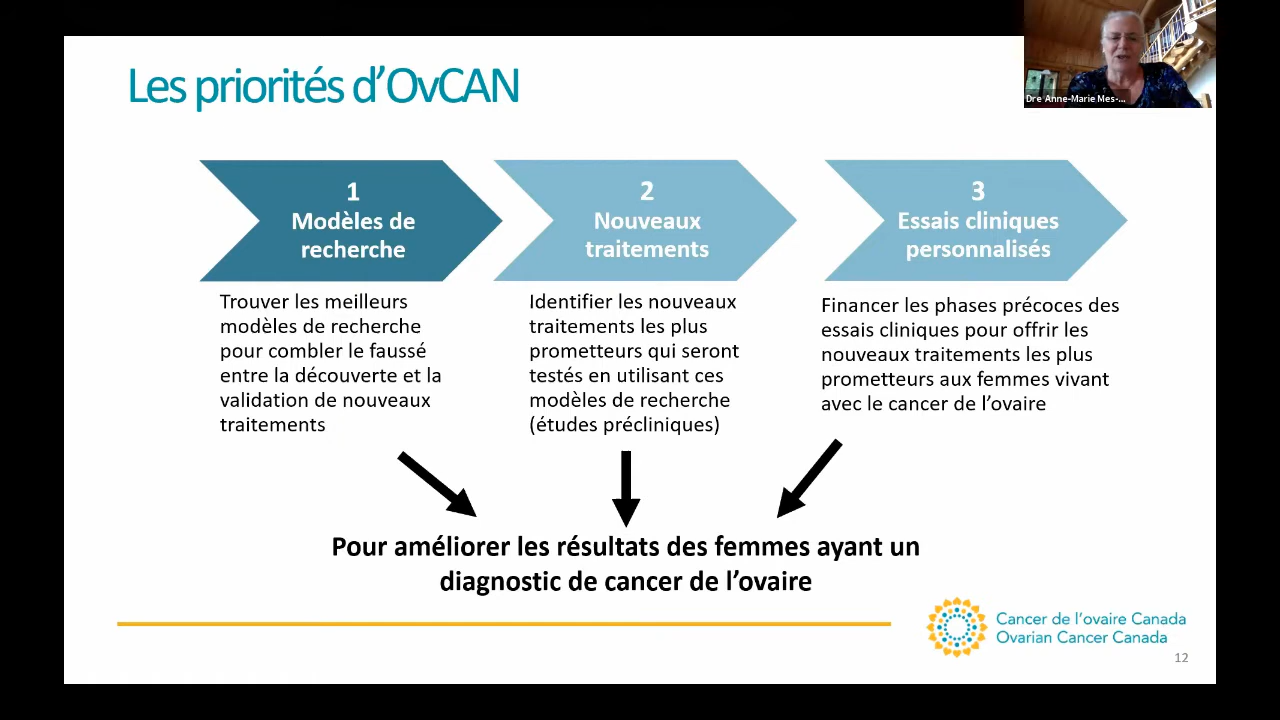 Les priorités d'OvCAN
Dre Anne-Marie Mes-...
1
Modèles de
recherche
2
Nouveaux
traitements
3
Essais cliniques
personnalisés
Trouver les meilleurs
modèles de recherche
pour combler le faussé
entre la découverte et la
validation de nouveaux
traitements
Identifier les nouveaux
traitements les plus
prometteurs qui seront
testés en utilisant ces
modèles de recherche
(études précliniques)
Financer les phases précoces des
essais cliniques pour offrir les
nouveaux traitements les plus
prometteurs aux femmes vivant
avec le cancer de l'ovaire
Pour améliorer les résultats des femmes ayant un
diagnostic de cancer de l'ovaire
Cancer de l'ovaire Canada
Ovarian Cancer Canada
12